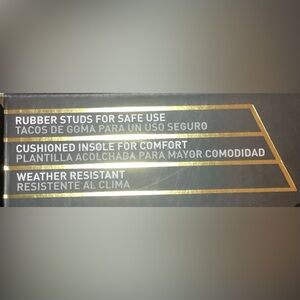 RUBBER STUDS FOR SAFE USE
TACOS DE GOMA PARA UN USO SEGURO
CUSHIONED INSOLE FOR COMFORT
PLANTILLA ACOLCHADA PARA MAYOR COMODIDAD
WEATHER RESISTANT
RESISTENTE AL CLIMA